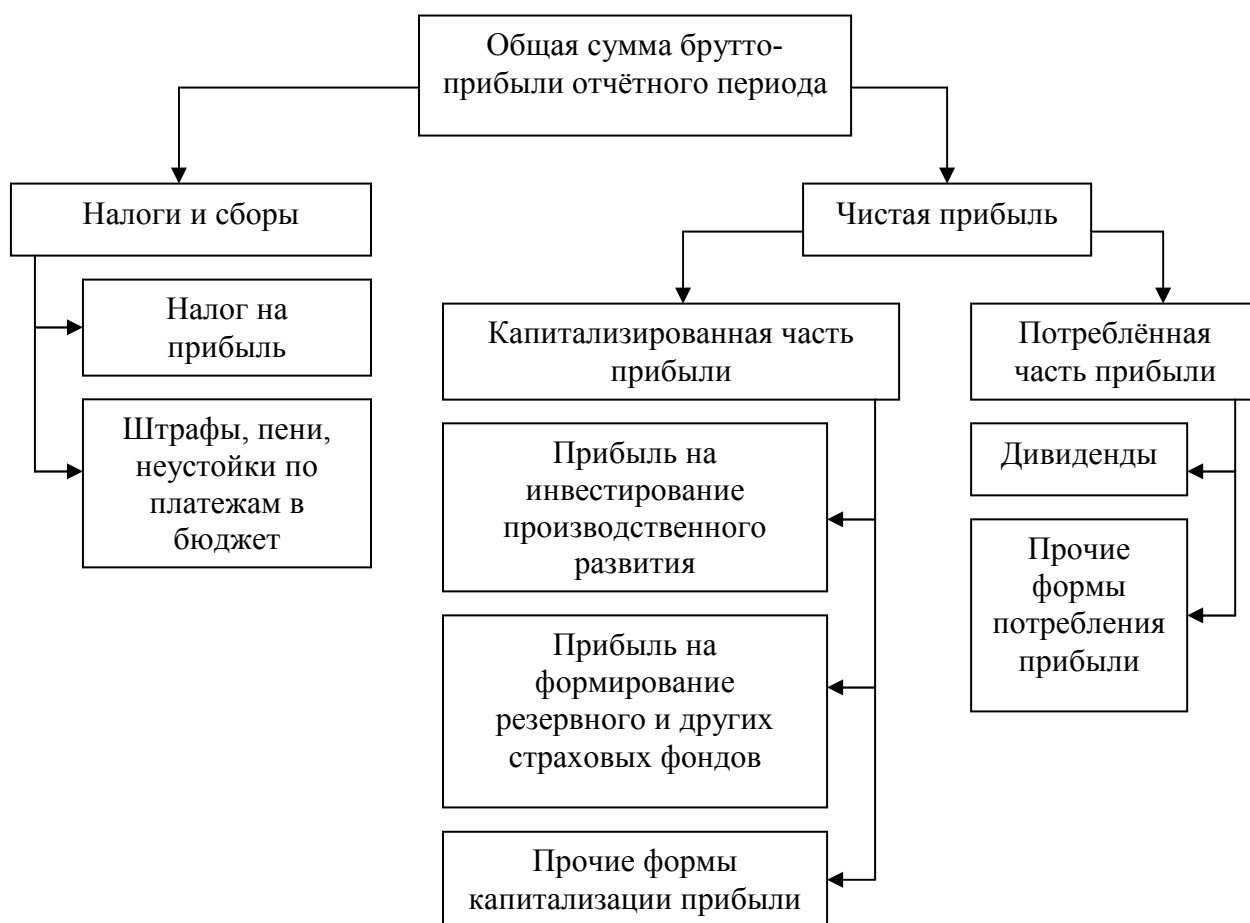 Общая сумма брутто-
прибыли отчётного периода
Налоги и сборы
Чистая прибыль
Налог на
прибыль
Штрафы, пени,
неустойки по
платежам в
бюджет
Капитализированная часть
прибыли
Прибыль на
инвестирование
производственного
развития
Прибыль на
формирование
резервного и других
страховых фондов
Прочие формы
капитализации прибыли
Потреблённая
часть прибыли
Дивиденды
Прочие
формы
потребления
прибыли